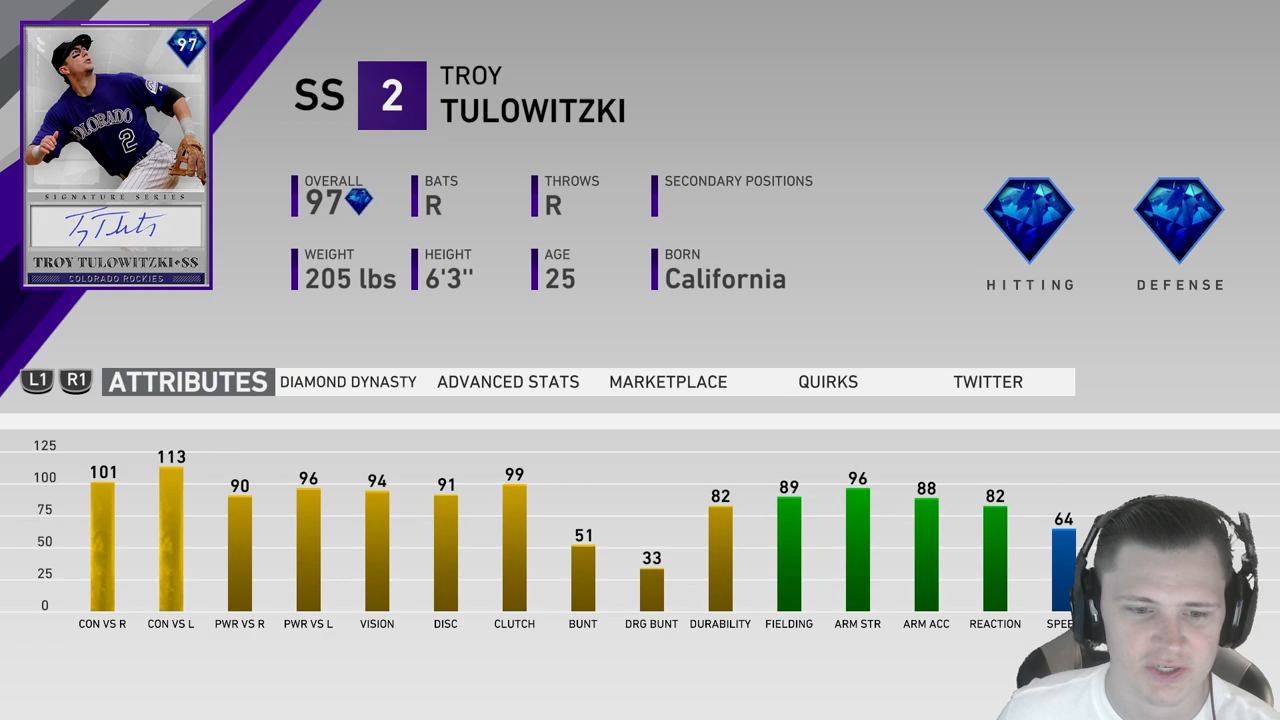 97
COLORADO
2
SIGNATURE SERIES
TROY TULOWITZKI•SS
COLORADO ROCKIES
SS 2 TROY
TULOWITZKI
OVERALL BATS THROWS SECONDARY POSITIONS
97 R R
WEIGHT HEIGHT AGE BORN
205 lbs 6'3" 25 California
HITTING DEFENSE
L1 R1 ATTRIBUTES DIAMOND DYNASTY ADVANCED STATS MARKETPLACE QUIRKS TWITTER
125
100
75
50
25
0
101 113 90 96 94 91 99 51 33 82 89 96 88 82 64
CON VS R CON VS L PWR VS R PWR VS L VISION DISC CLUTCH BUNT DRG BUNT DURABILITY FIELDING ARM STR ARM ACC REACTION SPEE